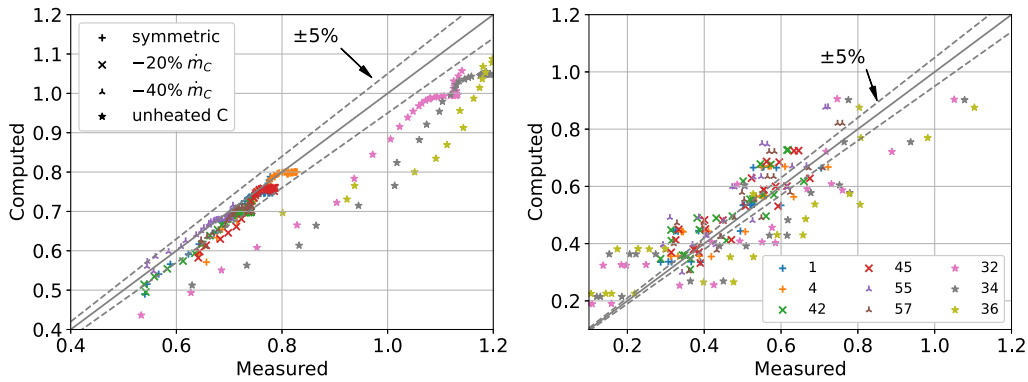 1.2
1.1
1.0
0.9
0.8
0.7
0.6
0.5
0.4
Computed
symmetric
−20% ṁ_C
−40% ṁ_C
unheated C
±5%
0.4 0.6 0.8 1.0 1.2
Measured
1.2
1.0
0.8
0.6
0.4
0.2
Computed
±5%
1 45 32
4 55 34
42 57 36
0.2 0.4 0.6 0.8 1.0 1.2
Measured